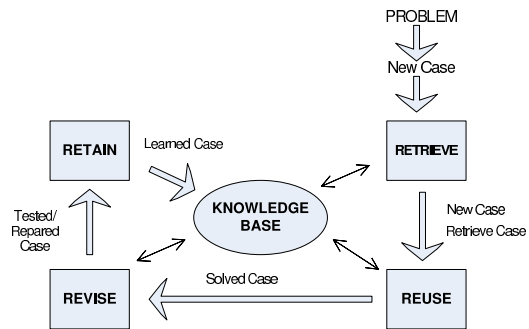 PROBLEM
New Case
RETAIN
Learned Case
RETRIEVE
KNOWLEDGE
BASE
Tested/
Repared
Case
New Case
Retrieve Case
Solved Case
REVISE
REUSE